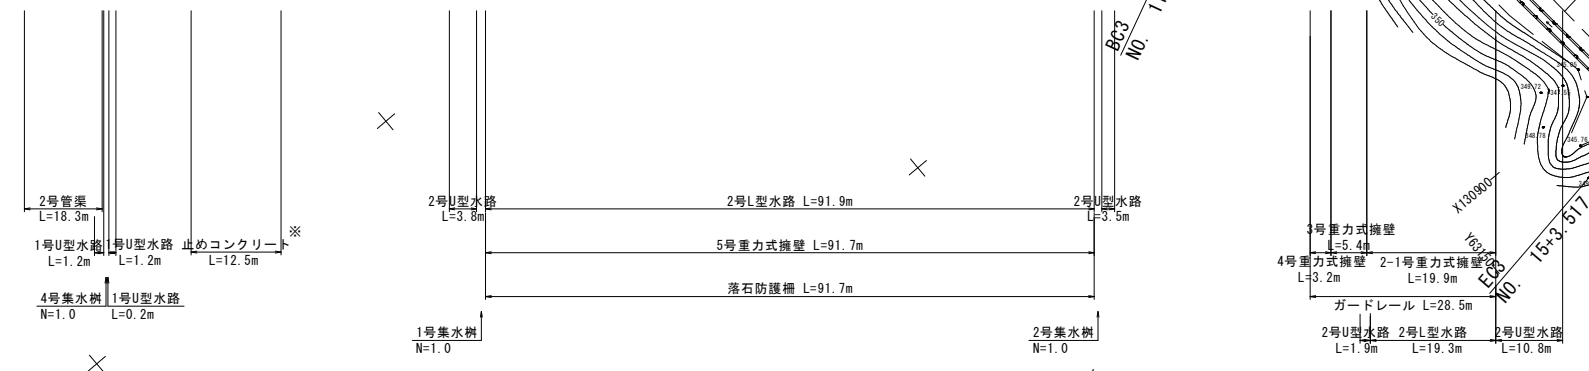 2号管渠
L=18.3m
1号U型水路
L=1.2m
1号U型水路
L=1.2m
止めコンクリート
※
L=12.5m
4号集水桝
N=1.0
1号U型水路
L=0.2m
2号U型水路
L=3.8m
2号L型水路 L=91.9m
2号U型水路
L=3.5m
5号重力式擁壁 L=91.7m
落石防護柵 L=91.7m
1号集水桝
N=1.0
2号集水桝
N=1.0
BC3
NO.
350
349.72
348.78
345.76
X130900
3号重力式擁壁
L=5.4m
4号重力式擁壁
L=3.2m
2-1号重力式擁壁
L=19.9m
EC3
NO.
15+3.517
ガードレール L=28.5m
2号U型水路
L=1.9m
2号L型水路
L=19.3m
2号U型水路
L=10.8m